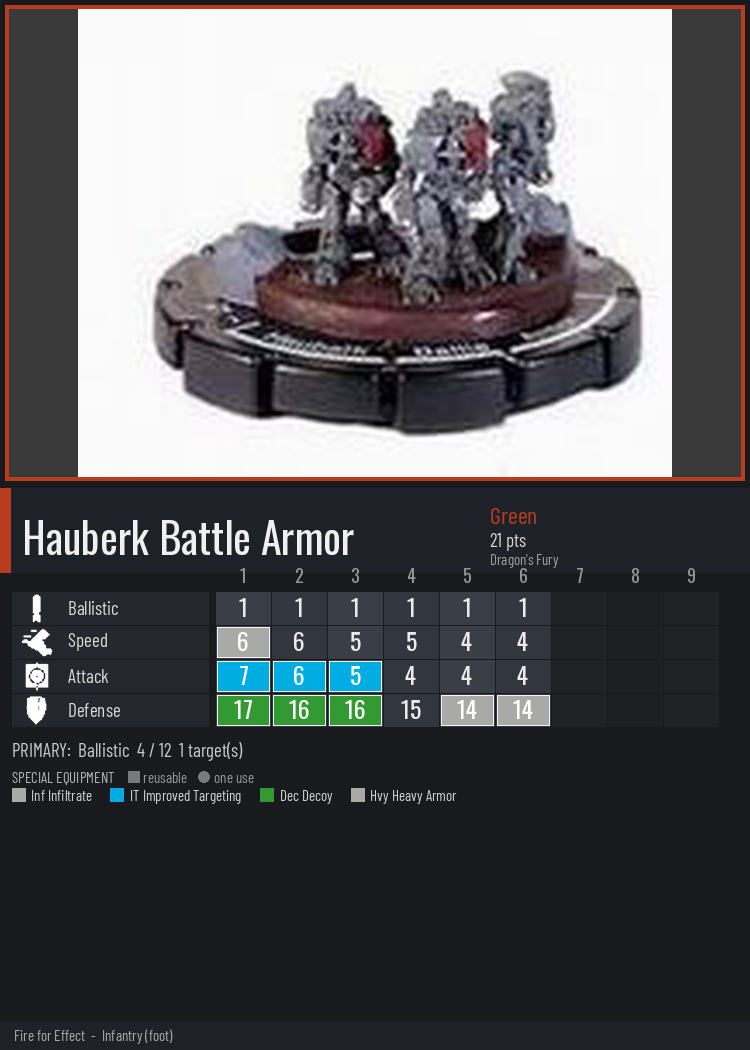 Battle
Hauberk Battle Armor
Green
21 pts
Dragon's Fury
1 2 3 4 5 6 7 8 9
Ballistic 1 1 1 1 1 1
Speed 6 6 5 5 4 4
Attack 7 6 5 4 4 4
Defense 17 16 16 15 14 14
PRIMARY: Ballistic 4 / 12 1 target(s)
SPECIAL EQUIPMENT reusable one use
Inf Infiltrate IT Improved Targeting Dec Decoy Hvy Heavy Armor
Fire for Effect - Infantry (foot)